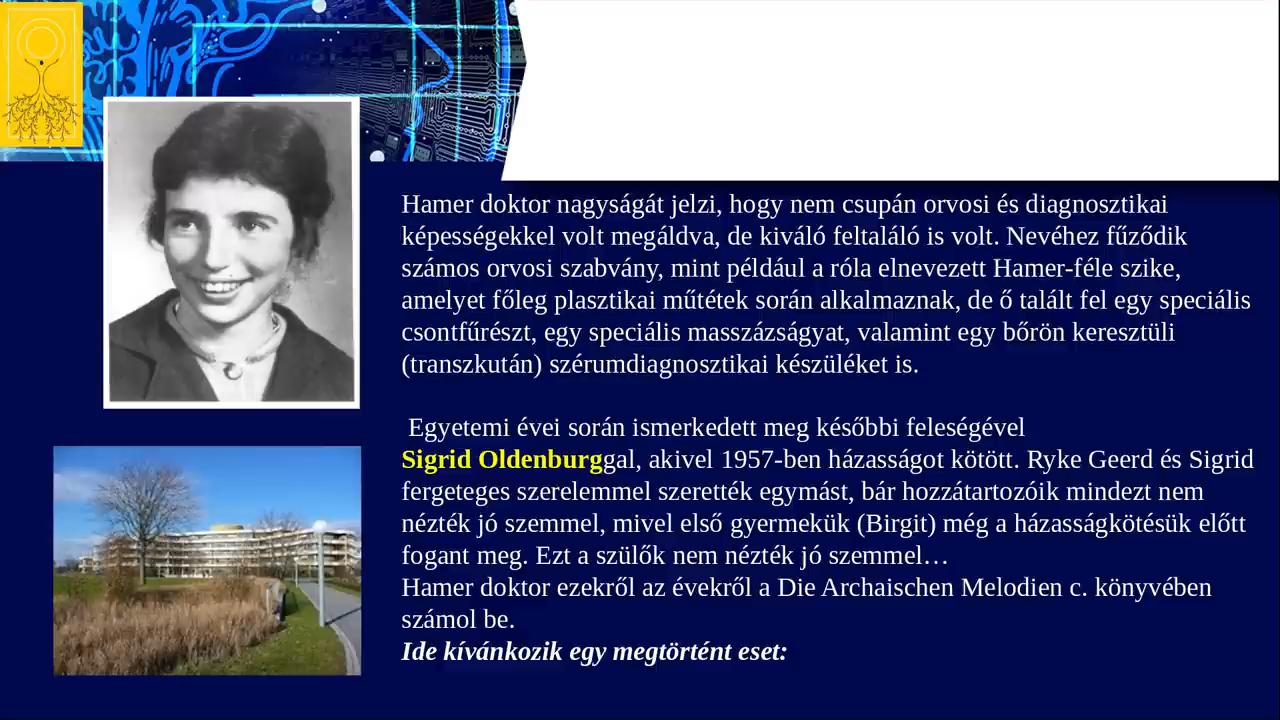 Hamer doktor nagyságát jelzi, hogy nem csupán orvosi és diagnosztikai
képességekkel volt megáldva, de kiváló feltaláló is volt. Nevéhez fűződik
számos orvosi szabvány, mint például a róla elnevezett Hamer-féle szike,
amelyet főleg plasztikai műtétek során alkalmaznak, de ő talált fel egy speciális
csontfűrészt, egy speciális masszázságyat, valamint egy bőrön keresztüli
(transzkután) szérumdiagnosztikai készüléket is.
Egyetemi évei során ismerkedett meg későbbi feleségével
Sigrid Oldenburggal, akivel 1957-ben házasságot kötött. Ryke Geerd és Sigrid
fergeteges szerelemmel szerették egymást, bár hozzátartozóik mindezt nem
nézték jó szemmel, mivel első gyermekük (Birgit) még a házasságkötésük előtt
fogant meg. Ezt a szülők nem nézték jó szemmel…
Hamer doktor ezekről az évekről a Die Archaischen Melodien c. könyvében
számol be.
Ide kívánkozik egy megtörtént eset: